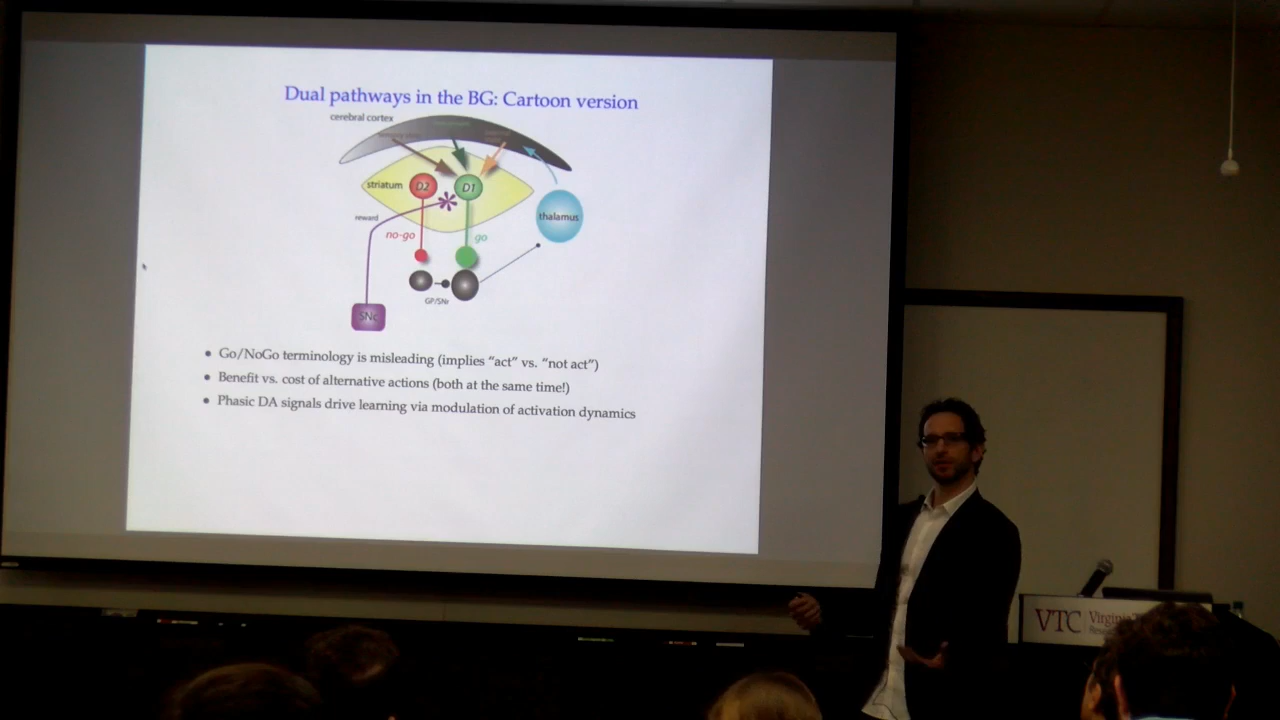 Dual pathways in the BG: Cartoon version
cerebral cortex
striatum
D2
D1
thalamus
reward
no-go
go
GP/SNr
SNc
• Go/NoGo terminology is misleading (implies “act” vs. “not act”)
• Benefit vs. cost of alternative actions (both at the same time!)
• Phasic DA signals drive learning via modulation of activation dynamics
VTC